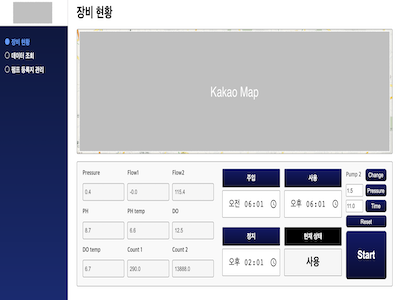 장비 현황
장비 현황
데이터 조회
펌프 등록지 관리
Kakao Map
Pressure Flow1 Flow2
0.4 -0.0 115.4
PH PH temp DO
8.7 6.6 12.5
DO temp Count 1 Count 2
6.7 290.0 13888.0
주입 사용
오전 06:01 오후 06:01
정지 현재 상태
오후 02:01 사용
Pump 2 Change
1.5 Pressure
11.0 Time
Reset
Start